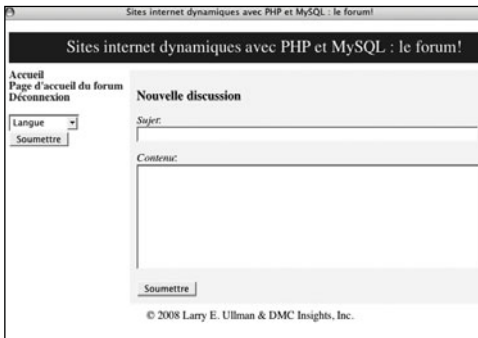 Sites internet dynamiques avec PHP et MySQL : le forum!
Sites internet dynamiques avec PHP et MySQL : le forum!
Accueil
Page d'accueil du forum
Déconnexion
Langue
Soumettre
Nouvelle discussion
Sujet:
Contenu:
Soumettre
© 2008 Larry E. Ullman & DMC Insights, Inc.